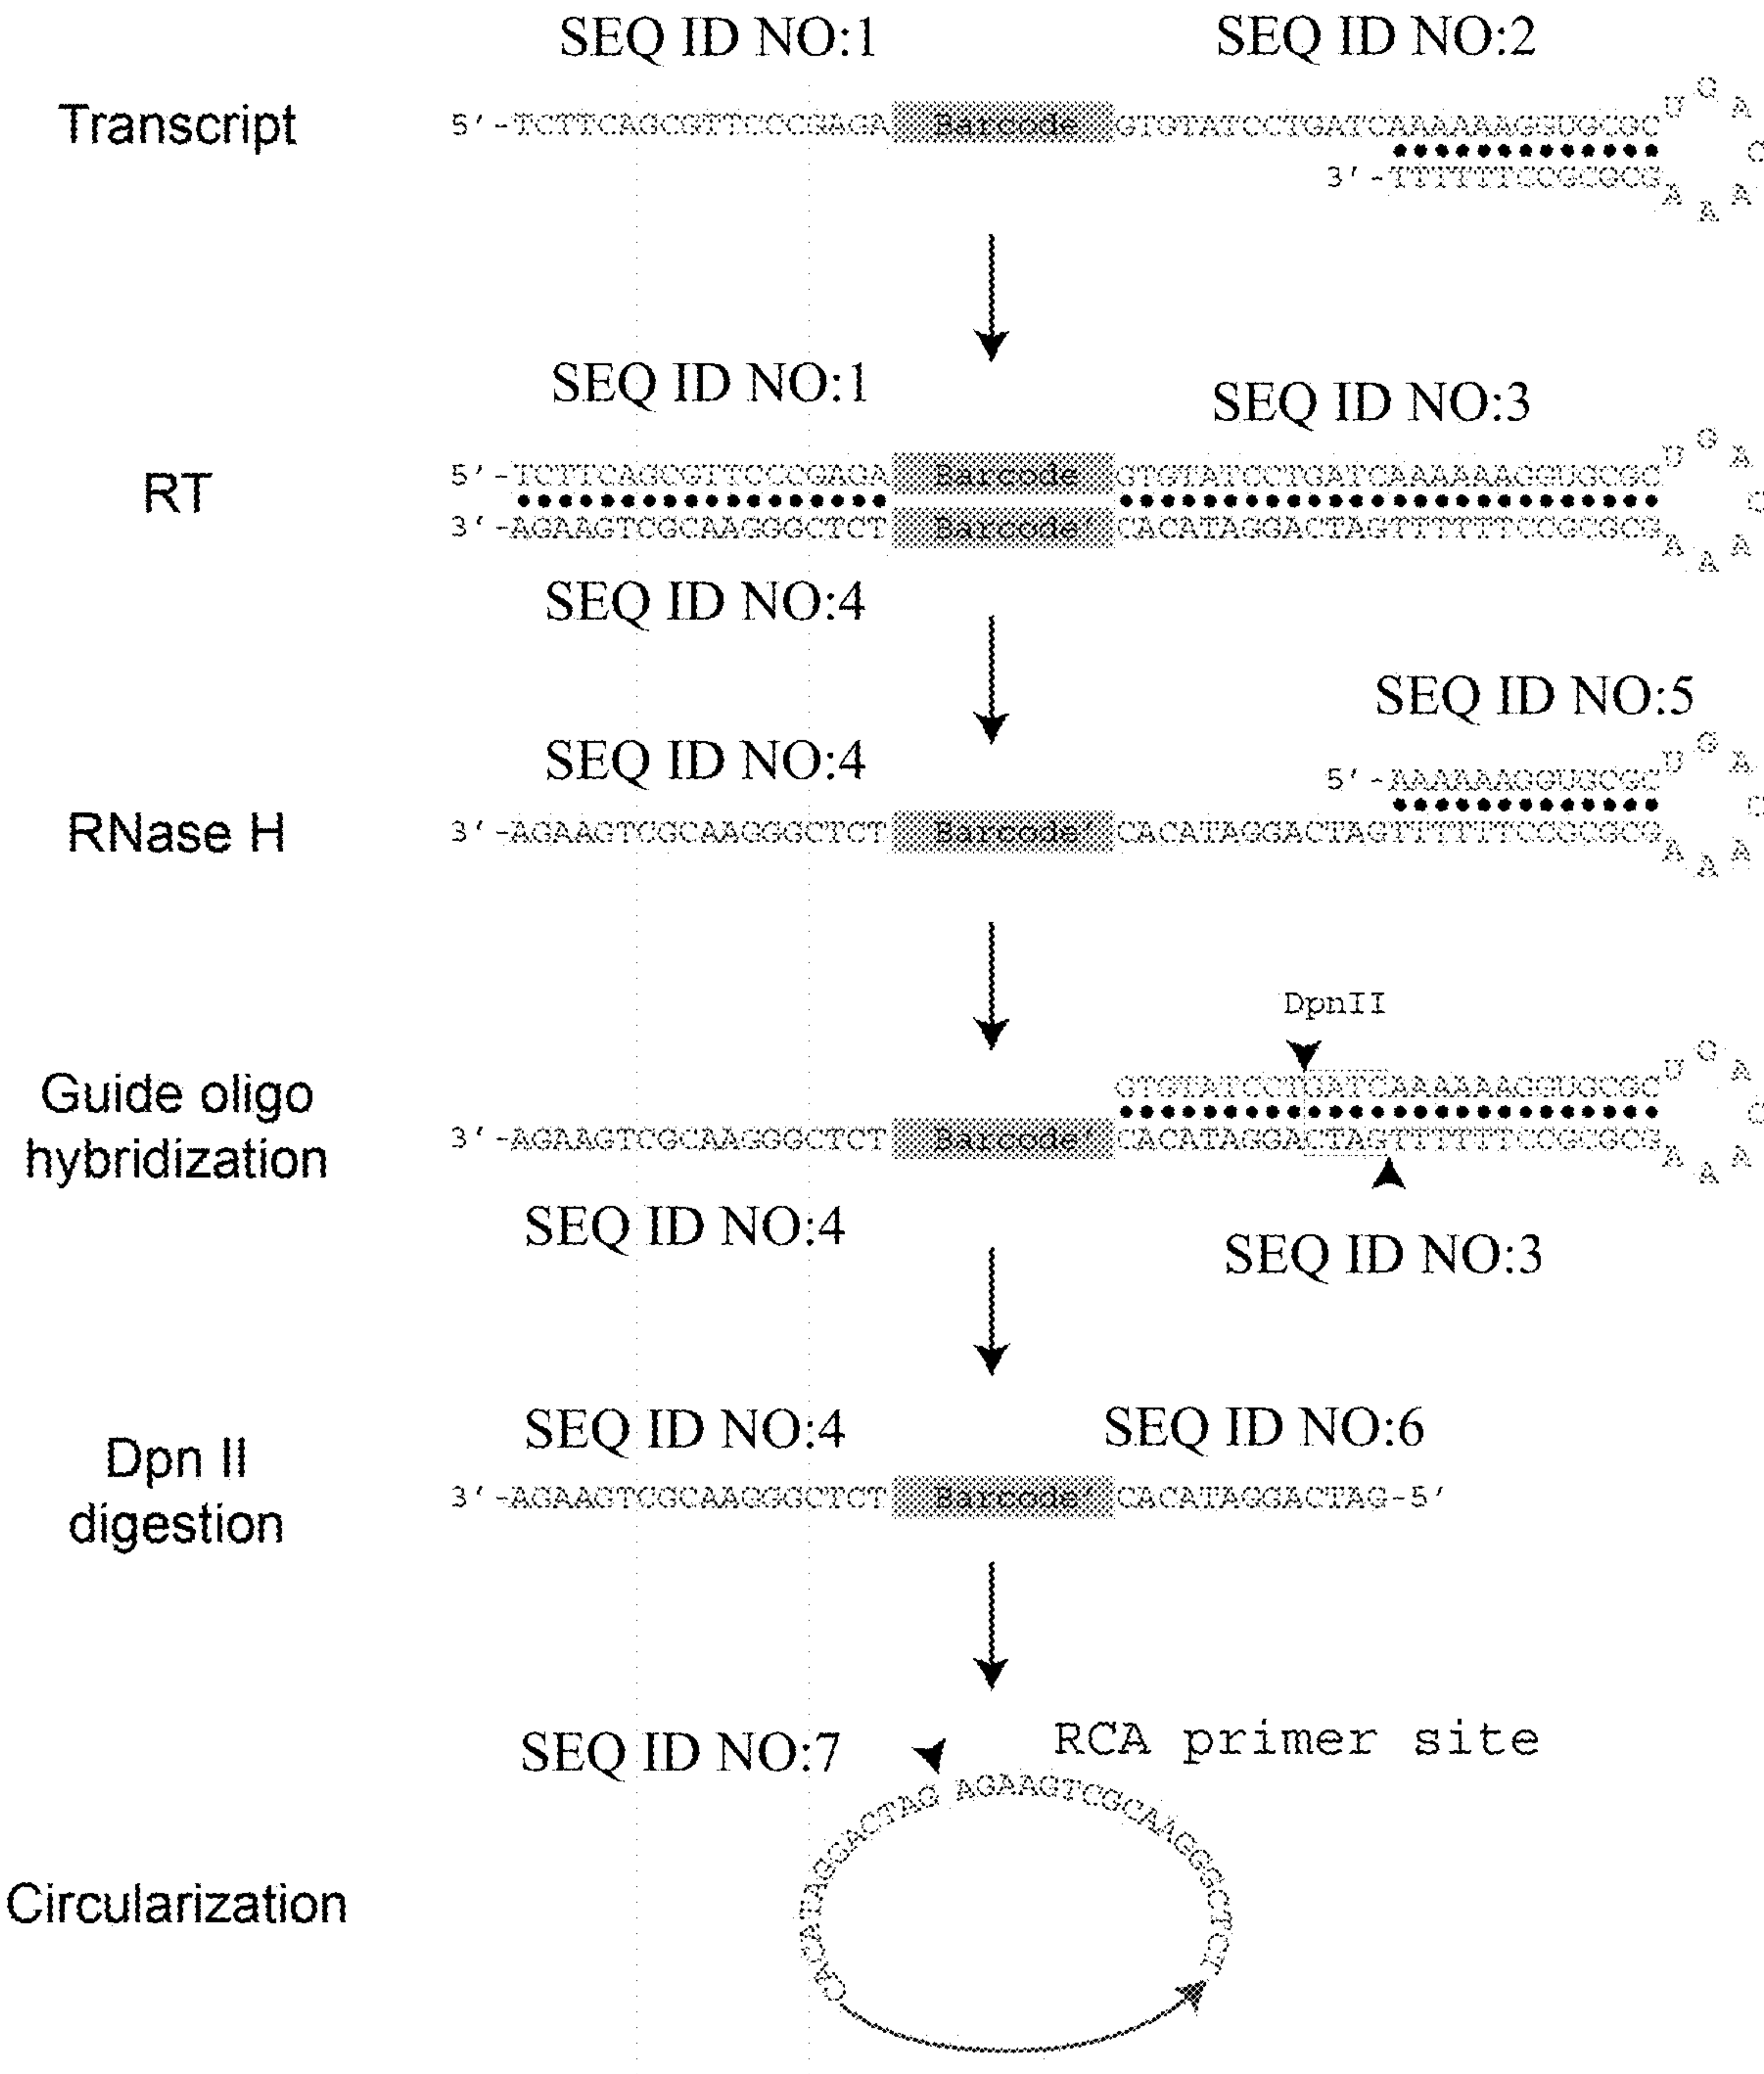 SEQ ID NO:1 SEQ ID NO:2
Transcript
5'-TCTTCAGCGTTCCCGAGA Barcode GTGTATCCTGATCAAAAAAGGUGCGC
U G A C A A A
3'-TTTTTTCCGCGCG
SEQ ID NO:1 SEQ ID NO:3
RT
5'-TCTTCAGCGTTCCCGAGA Barcode GTGTATCCTGATCAAAAAAGGUGCGC
U G A C A A A
3'-AGAAGTCGCAAGGGCTCT Barcode' CACATAGGACTAGTTTTTTCCGCGCG
SEQ ID NO:4
SEQ ID NO:5
SEQ ID NO:4
5'-AAAAAAGGUGCGC
U G A C A A A
RNase H
3'-AGAAGTCGCAAGGGCTCT Barcode' CACATAGGACTAGTTTTTTCCGCGCG
DpnII
Guide oligo
hybridization
GTGTATCCTGATCAAAAAAGGUGCGC
U G A C A A A
3'-AGAAGTCGCAAGGGCTCT Barcode' CACATAGGACTAGTTTTTTCCGCGCG
SEQ ID NO:4
SEQ ID NO:3
SEQ ID NO:4 SEQ ID NO:6
Dpn II
digestion
3'-AGAAGTCGCAAGGGCTCT Barcode' CACATAGGACTAG-5'
SEQ ID NO:7 RCA primer site
CACATAGGACTAG AGAAGTCGCAAGGGCTCT
Circularization